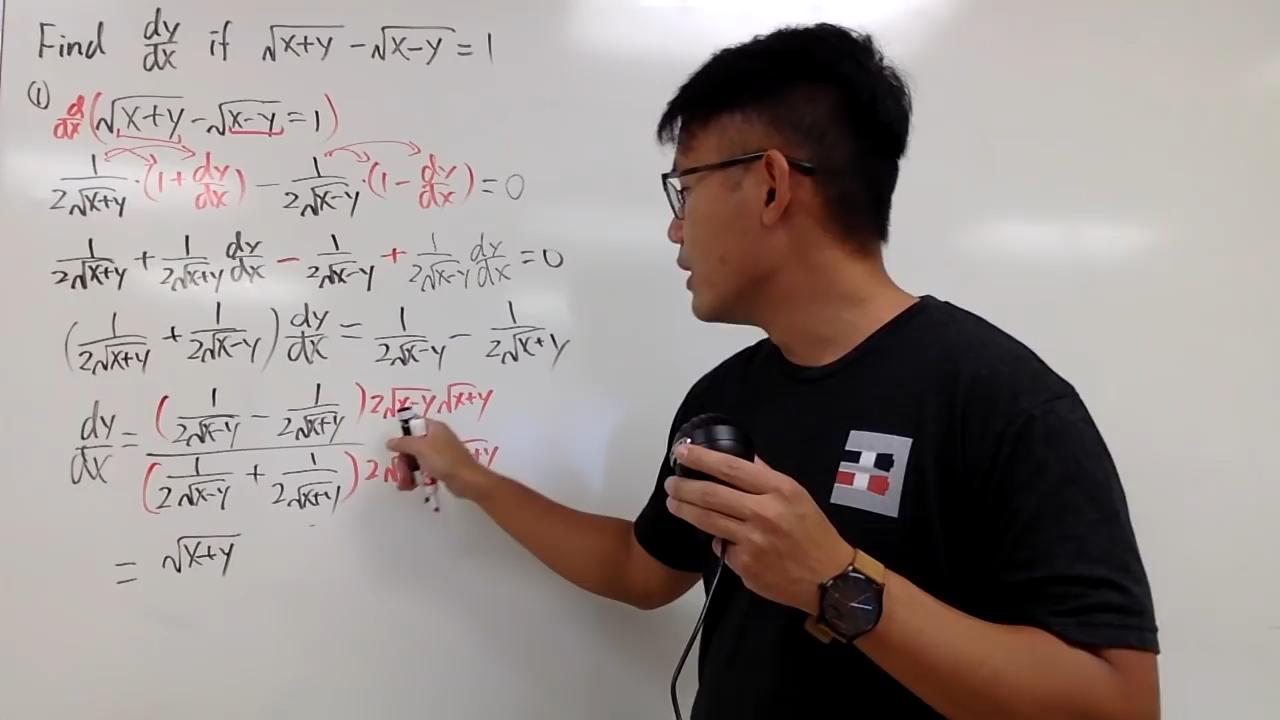 Find dy/dx if √(x+y) - √(x-y) = 1
① d/dx(√(x+y) - √(x-y) = 1)
1/(2√(x+y)) · (1 + dy/dx) - 1/(2√(x-y)) · (1 - dy/dx) = 0
1/(2√(x+y)) + 1/(2√(x+y)) dy/dx - 1/(2√(x-y)) + 1/(2√(x-y)) dy/dx = 0
(1/(2√(x+y)) + 1/(2√(x-y))) dy/dx = 1/(2√(x-y)) - 1/(2√(x+y))
dy/dx = (1/(2√(x-y)) - 1/(2√(x+y))) 2√(x-y) √(x+y) / (1/(2√(x-y)) + 1/(2√(x+y))) 2√
= √(x+y)